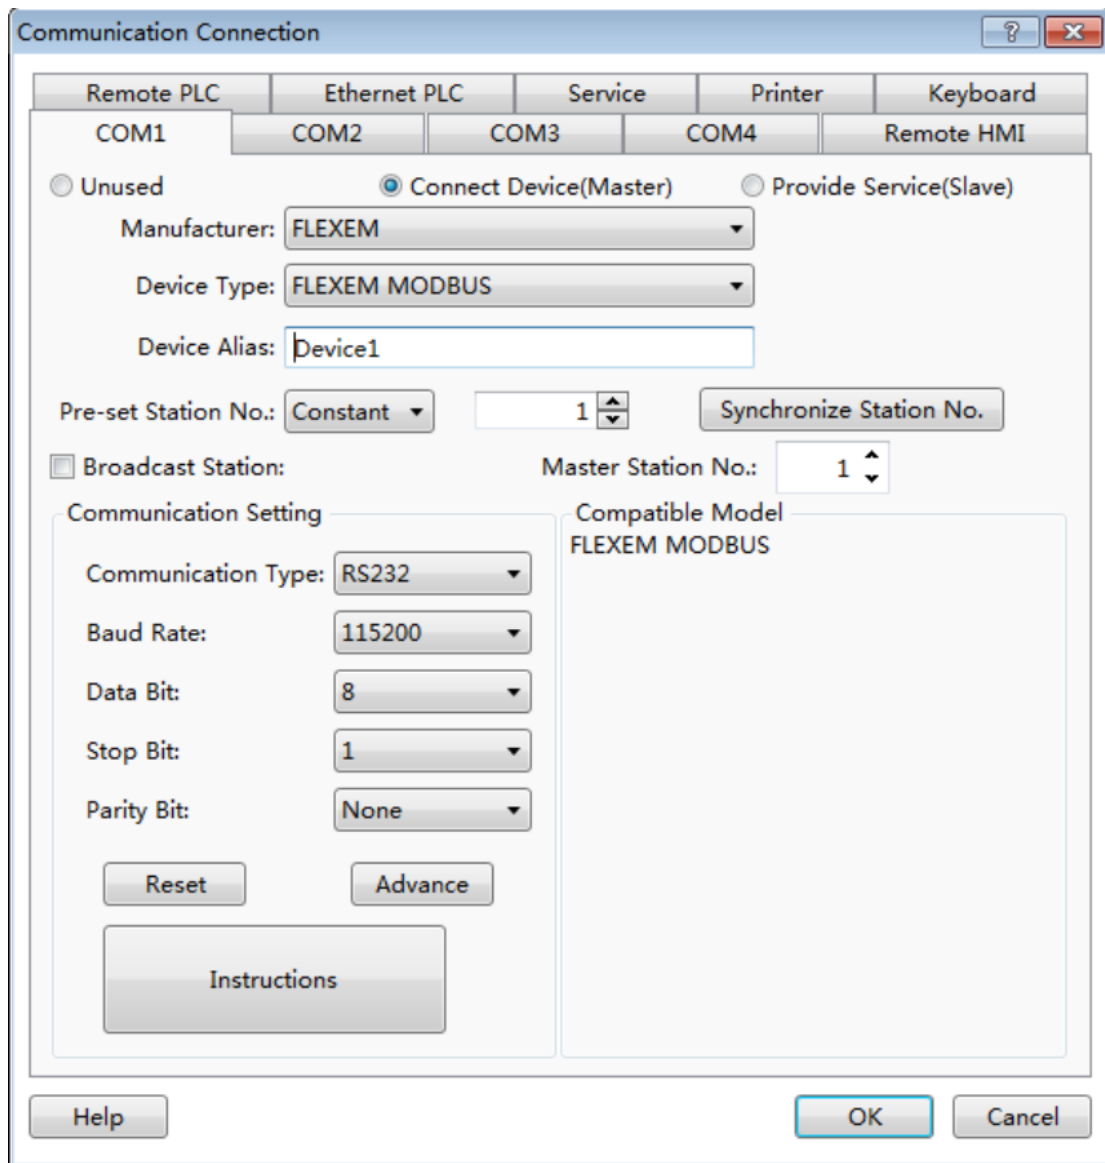 Communication Connection
Remote PLC Ethernet PLC Service Printer Keyboard
COM1 COM2 COM3 COM4 Remote HMI
Unused Connect Device(Master) Provide Service(Slave)
Manufacturer: FLEXEM
Device Type: FLEXEM MODBUS
Device Alias: Device1
Pre-set Station No.: Constant 1 Synchronize Station No.
Broadcast Station: Master Station No.: 1
Communication Setting Compatible Model
FLEXEM MODBUS
Communication Type: RS232
Baud Rate: 115200
Data Bit: 8
Stop Bit: 1
Parity Bit: None
Reset Advance
Instructions
Help OK Cancel